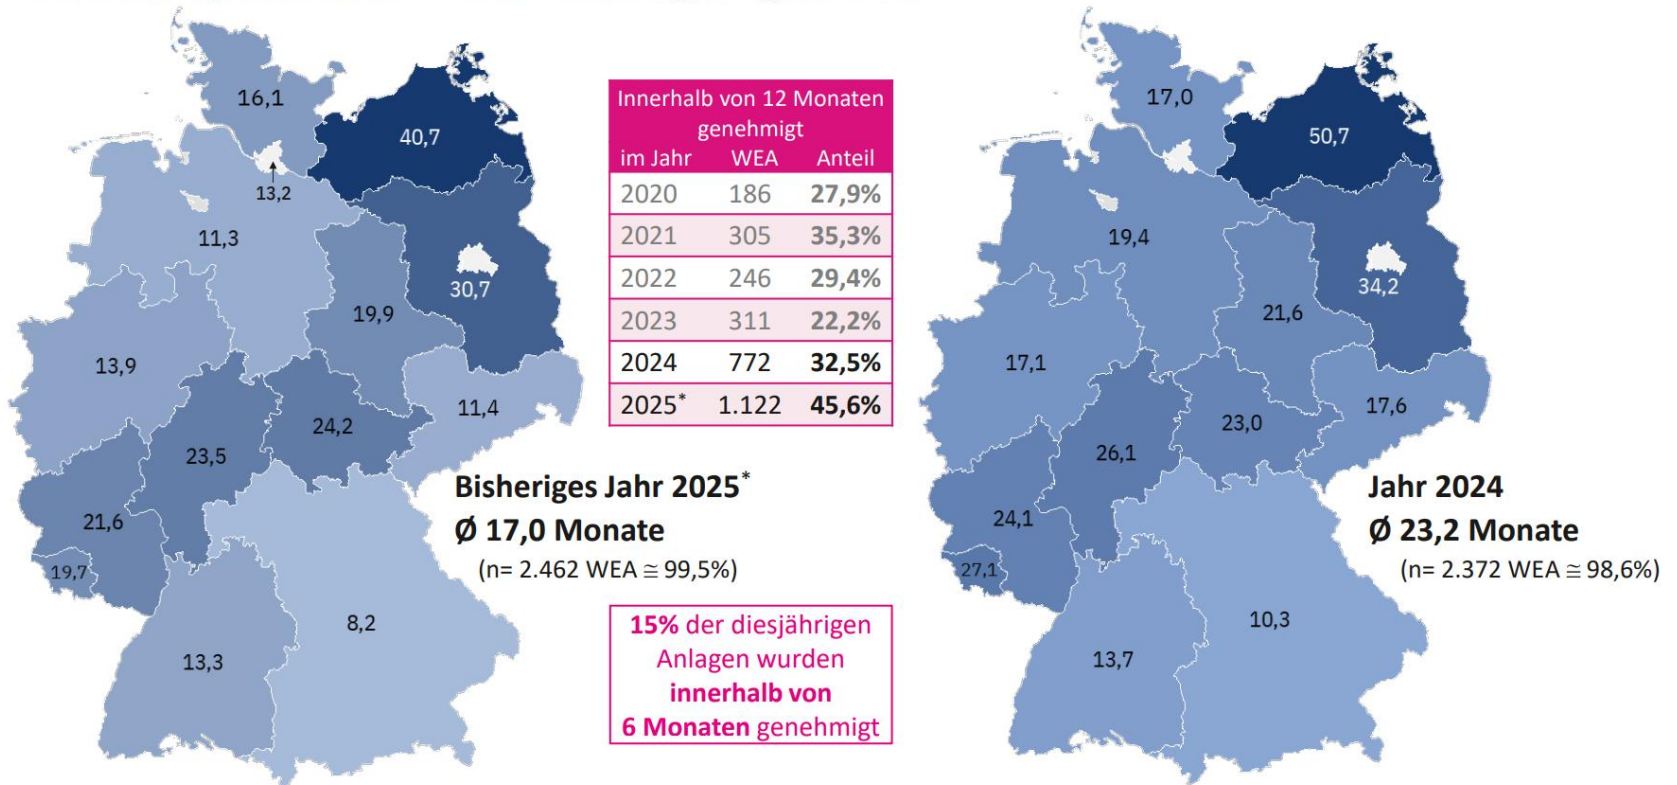 16,1
40,7
13,2
11,3
30,7
19,9
13,9
11,4
24,2
23,5
21,6
19,7
8,2
13,3
Bisheriges Jahr 2025*
Ø 17,0 Monate
(n= 2.462 WEA ≅ 99,5%)
Innerhalb von 12 Monaten
genehmigt
im Jahr WEA Anteil
2020 186 27,9%
2021 305 35,3%
2022 246 29,4%
2023 311 22,2%
2024 772 32,5%
2025* 1.122 45,6%
15% der diesjährigen
Anlagen wurden
innerhalb von
6 Monaten genehmigt
17,0
50,7
19,4
34,2
21,6
17,1
17,6
23,0
26,1
24,1
27,1
10,3
13,7
Jahr 2024
Ø 23,2 Monate
(n= 2.372 WEA ≅ 98,6%)